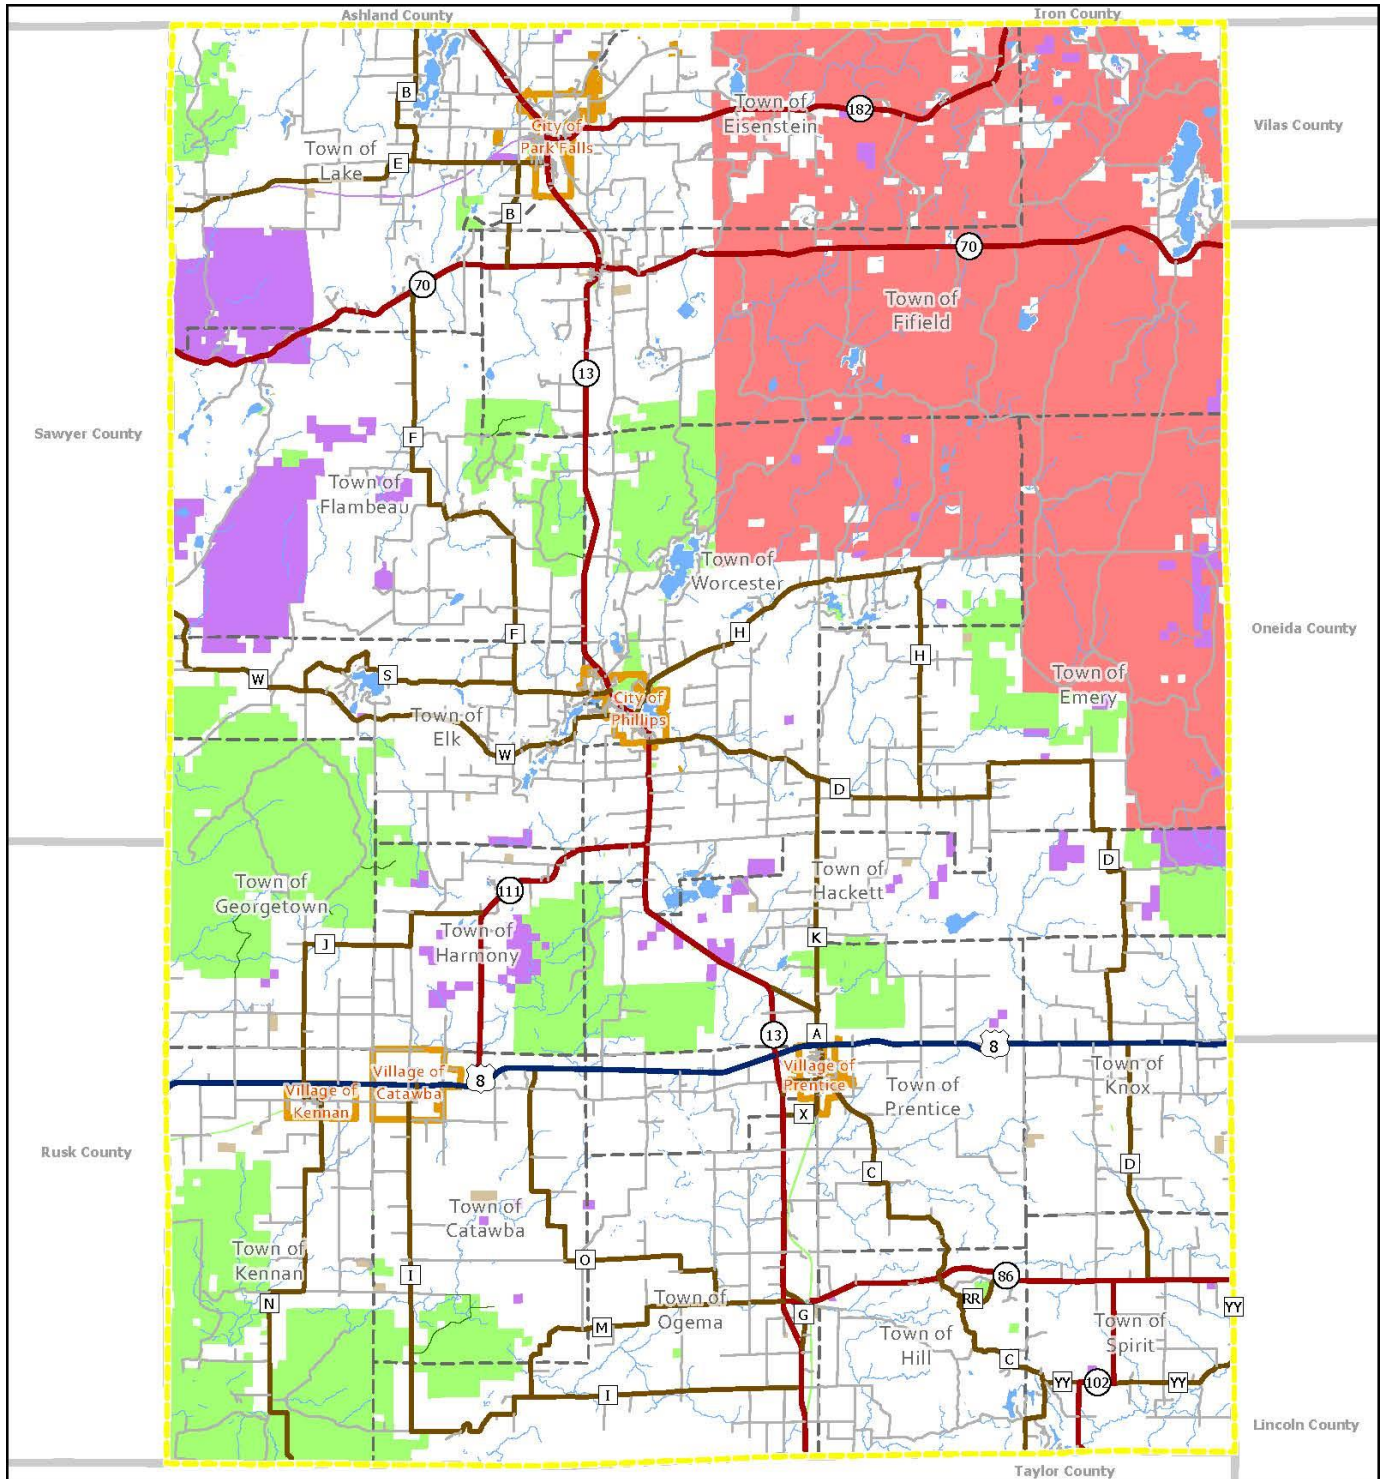 Ashland County
Iron County
B
182
Town of
Eisenstein
City of
Park Falls
Vilas County
Town of
Lake
E
B
70
70
Town of
Fifield
13
Sawyer County
F
Town of
Flambeau
Town of
Worcester
F
H
H
Oneida County
W
S
Town of
Emery
City of
Phillips
Town of
Elk
W
D
D
Town of
Georgetown
111
Town of
Hackett
Town of
Harmony
J
K
13
A
8
8
Village of
Prentice
Village of
Catawba
Village of
Kennan
Town of
Prentice
Town of
Knox
X
Rusk County
C
D
Town of
Catawba
Town of
Kennan
O
I
86
N
RR
YY
Town of
Ogema
G
M
Town of
Hill
Town of
Spirit
C
I
YY
102
YY
Lincoln County
Taylor County